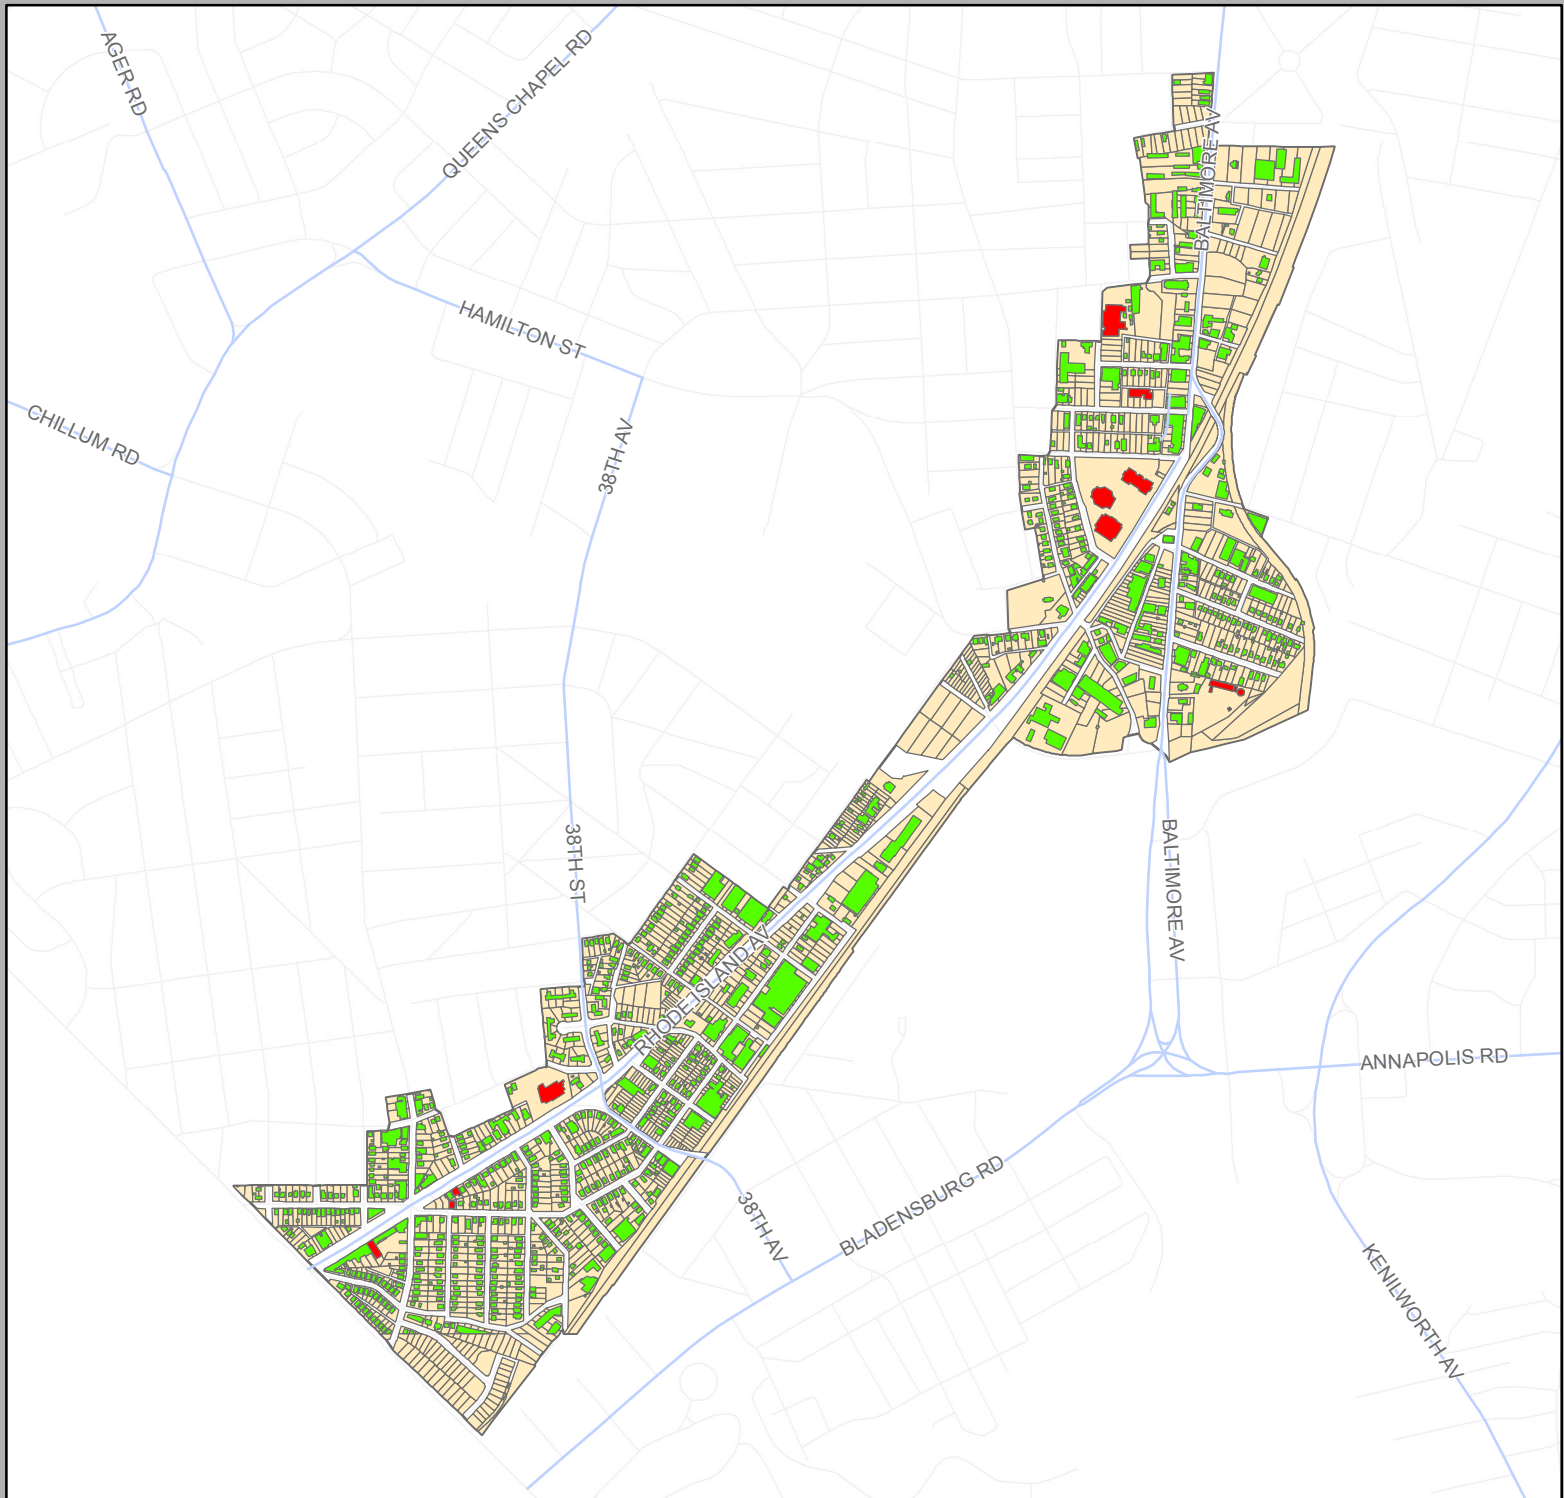 AGER RD
QUEENS CHAPEL RD
BALTIMORE AV
HAMILTON ST
CHILLUM RD
38TH AV
38TH ST
BALTIMORE AV
RHODE ISLAND AV
ANNAPOLIS RD
38TH AV
BLADENSBURG RD
KENILWORTH AV